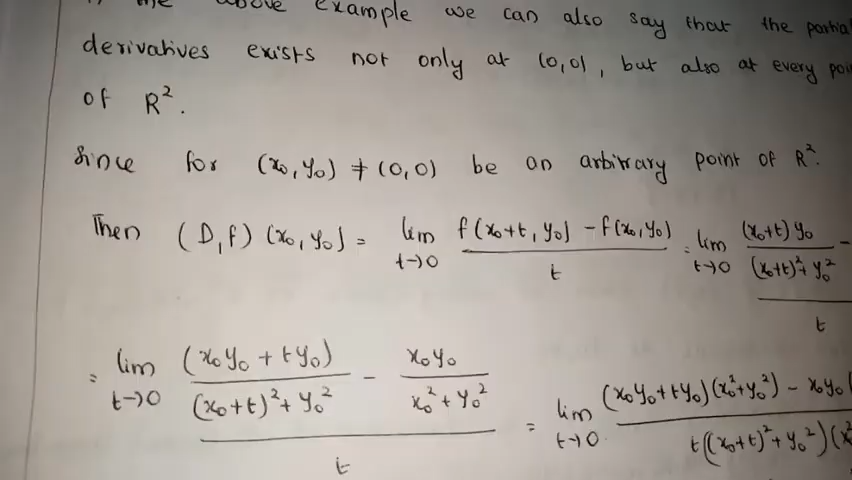 the above example we can also say that the partial
derivatives exists not only at (0,0), but also at every
of R².
Since for (x₀, y₀) ≠ (0,0) be an arbitrary point of R².
Then (D,f) (x₀, y₀) = lim t→0 (f(x₀+t, y₀) - f(x₀, y₀))/t = lim t→0 ((x₀+t) y₀/((x₀+t)² + y₀²) -)/t
= lim t→0 ((x₀y₀ + ty₀)/((x₀+t)² + y₀²) - x₀y₀/(x₀² + y₀²))/t = lim t→0 ((x₀y₀+ty₀)(x₀²+y₀²) - x₀y₀()/(t((x₀+t)² + y₀²)(x²